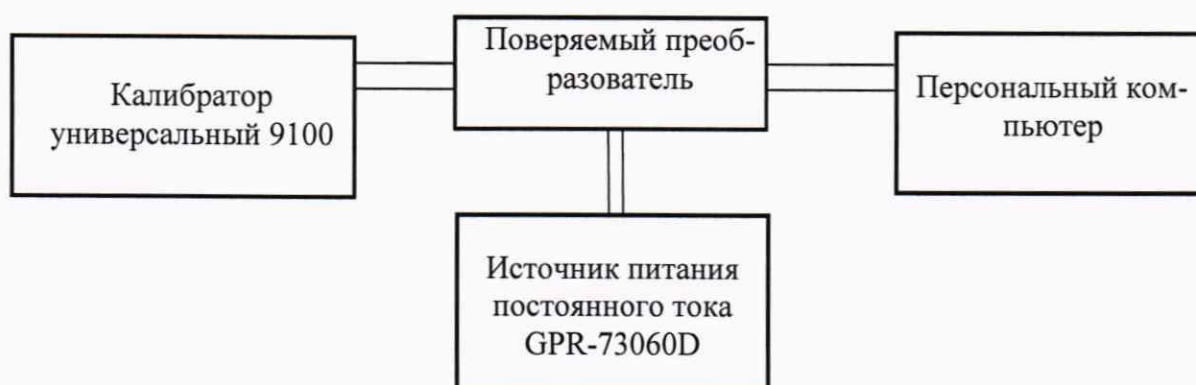 Калибратор
универсальный 9100
Поверяемый преоб-
разователь
Персональный ком-
пьютер
Источник питания
постоянного тока
GPR-73060D